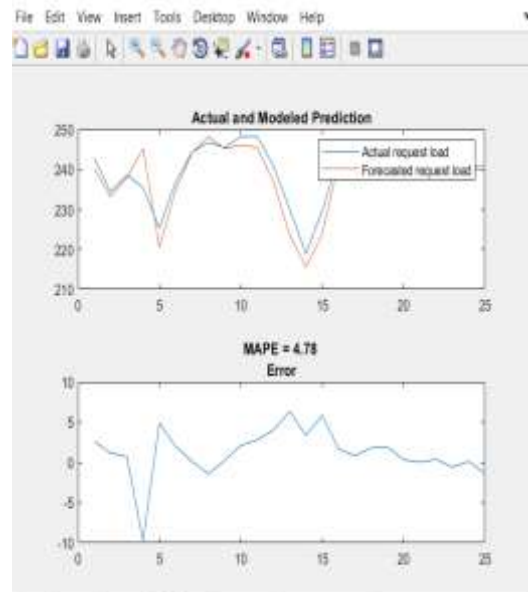 File Edit View Insert Tools Desktop Window Help
Actual and Modeled Prediction
250
240
230
220
210
Actual request load
Forecasted request load
0 5 10 15 20 25
MAPE = 4.78
Error
10
5
0
-5
-10
0 5 10 15 20 25